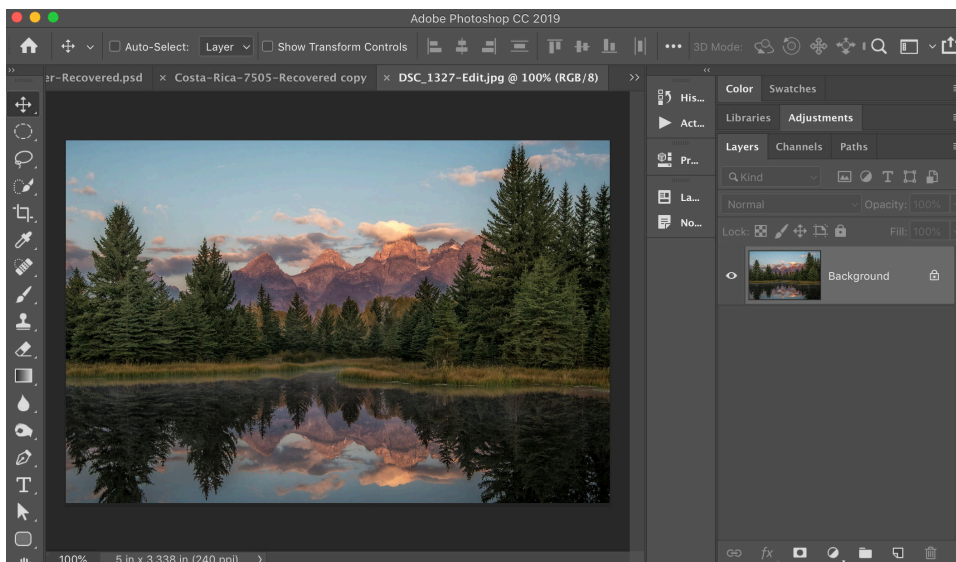 Adobe Photoshop CC 2019
Auto-Select: Layer Show Transform Controls 3D Mode:
er-Recovered.psd × Costa-Rica-7505-Recovered copy × DSC_1327-Edit.jpg @ 100% (RGB/8) >>
His...
Act...
Pr...
La...
No...
Color Swatches
Libraries Adjustments
Layers Channels Paths
Kind
Normal Opacity: 100%
Lock: Fill: 100%
Background
fx
100% 5 in x 3.338 in (240 ppi) >